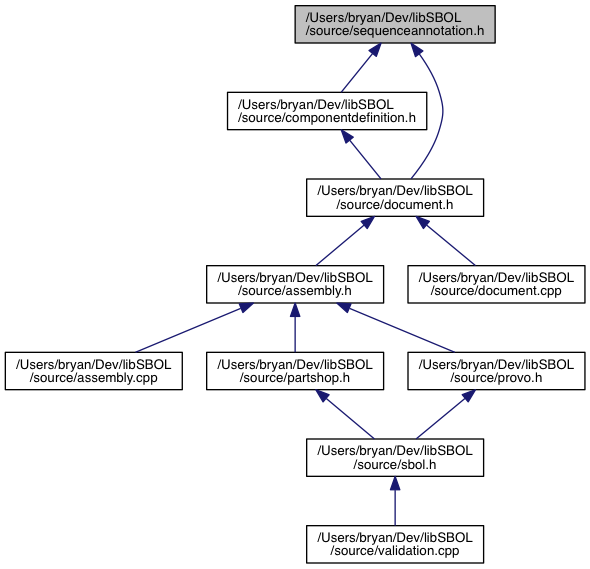 /Users/bryan/Dev/libSBOL
/source/sequenceannotation.h
/Users/bryan/Dev/libSBOL
/source/componentdefinition.h
/Users/bryan/Dev/libSBOL
/source/document.h
/Users/bryan/Dev/libSBOL
/source/assembly.h
/Users/bryan/Dev/libSBOL
/source/document.cpp
/Users/bryan/Dev/libSBOL
/source/assembly.cpp
/Users/bryan/Dev/libSBOL
/source/partshop.h
/Users/bryan/Dev/libSBOL
/source/provo.h
/Users/bryan/Dev/libSBOL
/source/sbol.h
/Users/bryan/Dev/libSBOL
/source/validation.cpp